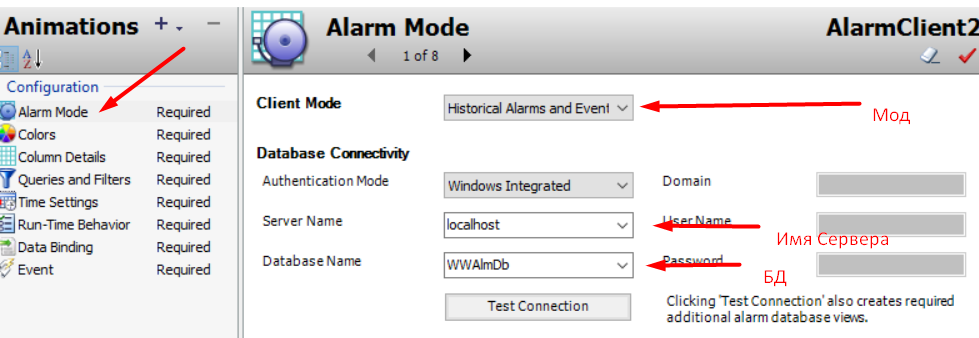 Animations
Configuration
Alarm Mode Required
Colors Required
Column Details Required
Queries and Filters Required
Time Settings Required
Run-Time Behavior Required
Data Binding Required
Event Required
Alarm Mode
AlarmClient2
1 of 8
Client Mode
Historical Alarms and Event
Мод
Database Connectivity
Authentication Mode
Windows Integrated
Domain
Server Name
localhost
User Name
Имя Сервера
Database Name
WWAlmDb
Password
БД
Test Connection
Clicking 'Test Connection' also creates required
additional alarm database views.